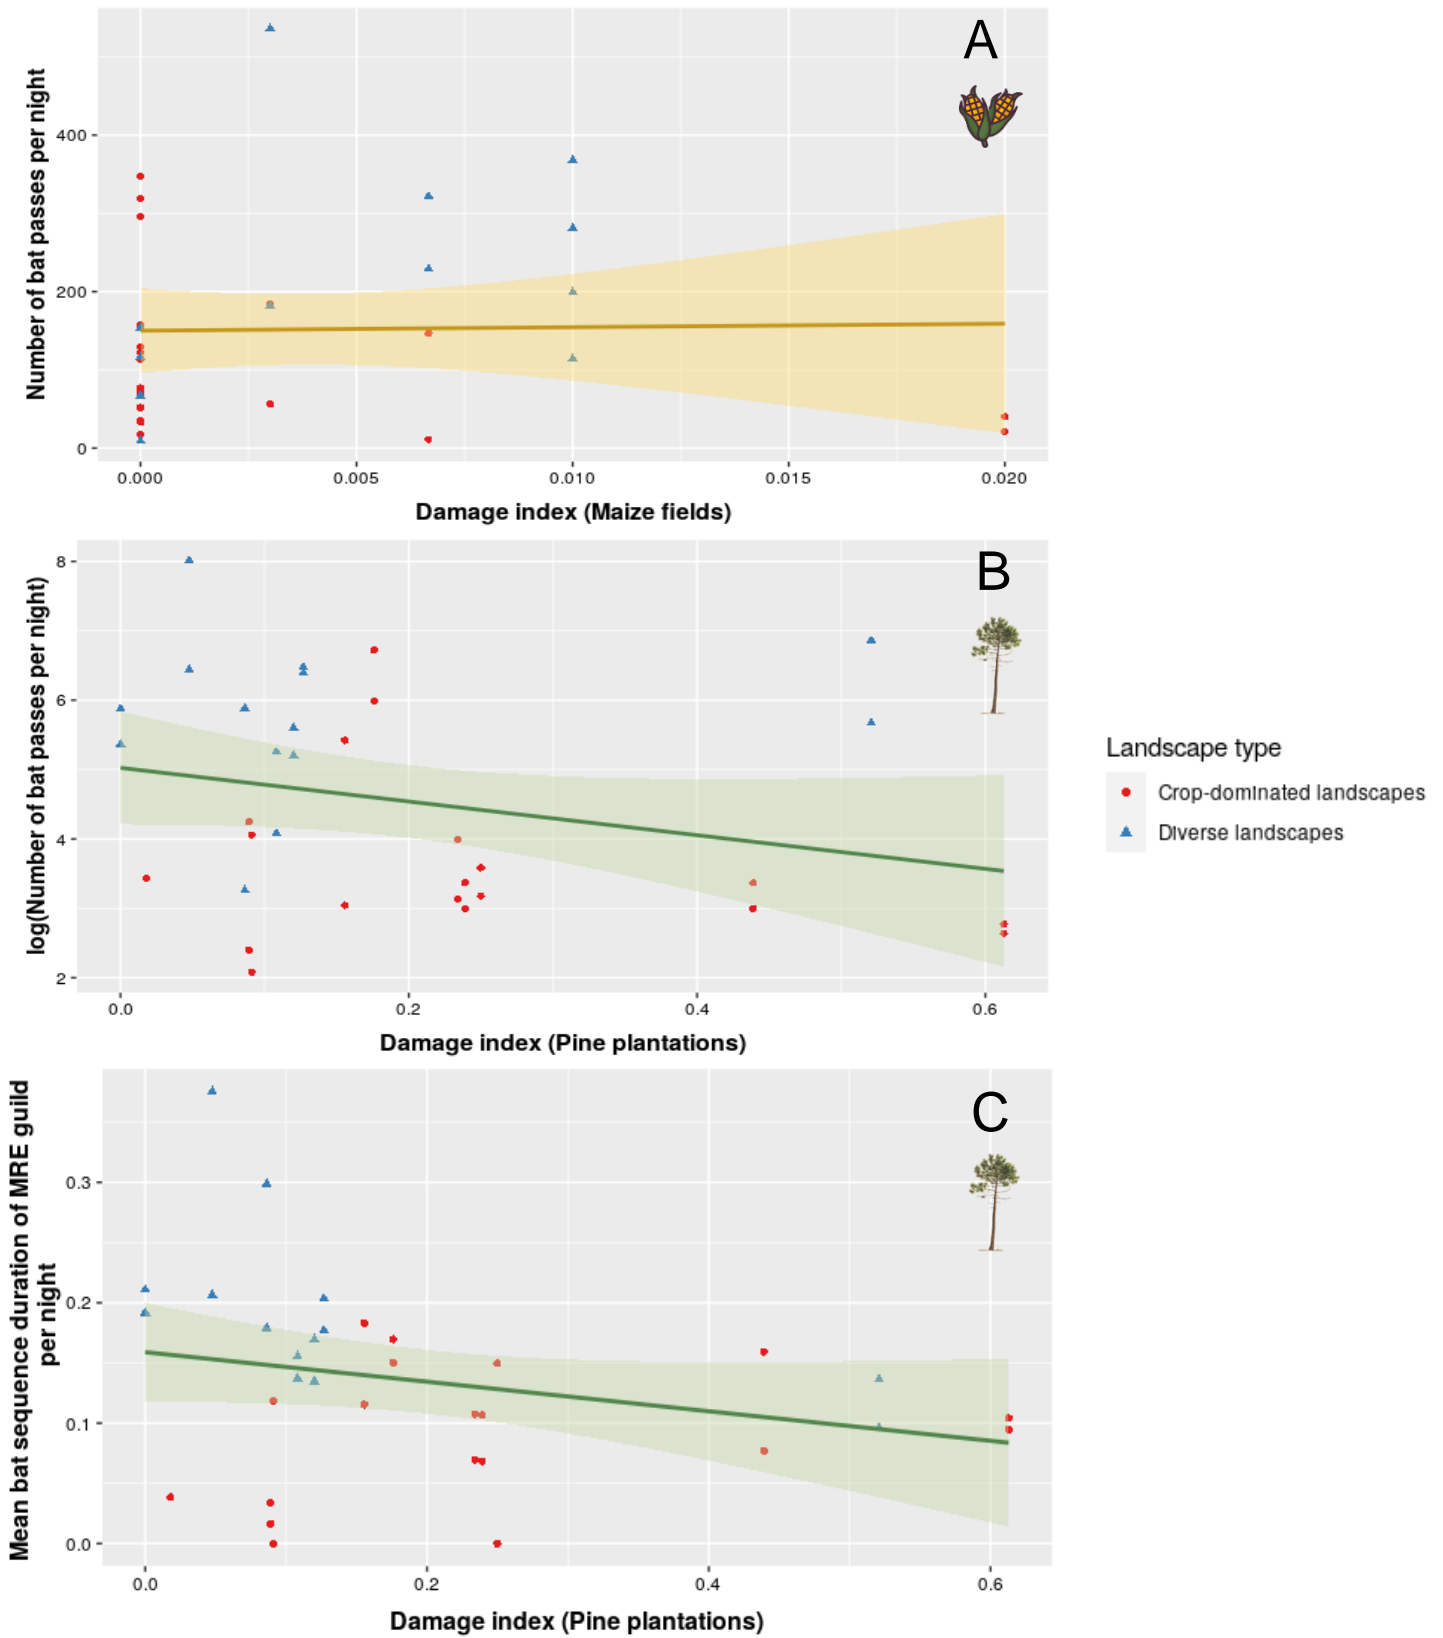 A
Number of bat passes per night
400
200
0
0.000 0.005 0.010 0.015 0.020
Damage index (Maize fields)
B
log(Number of bat passes per night)
8
6
4
2
0.0 0.2 0.4 0.6
Damage index (Pine plantations)
Landscape type
Crop-dominated landscapes
Diverse landscapes
C
Mean bat sequence duration of MRE guild
per night
0.3
0.2
0.1
0.0
0.0 0.2 0.4 0.6
Damage index (Pine plantations)